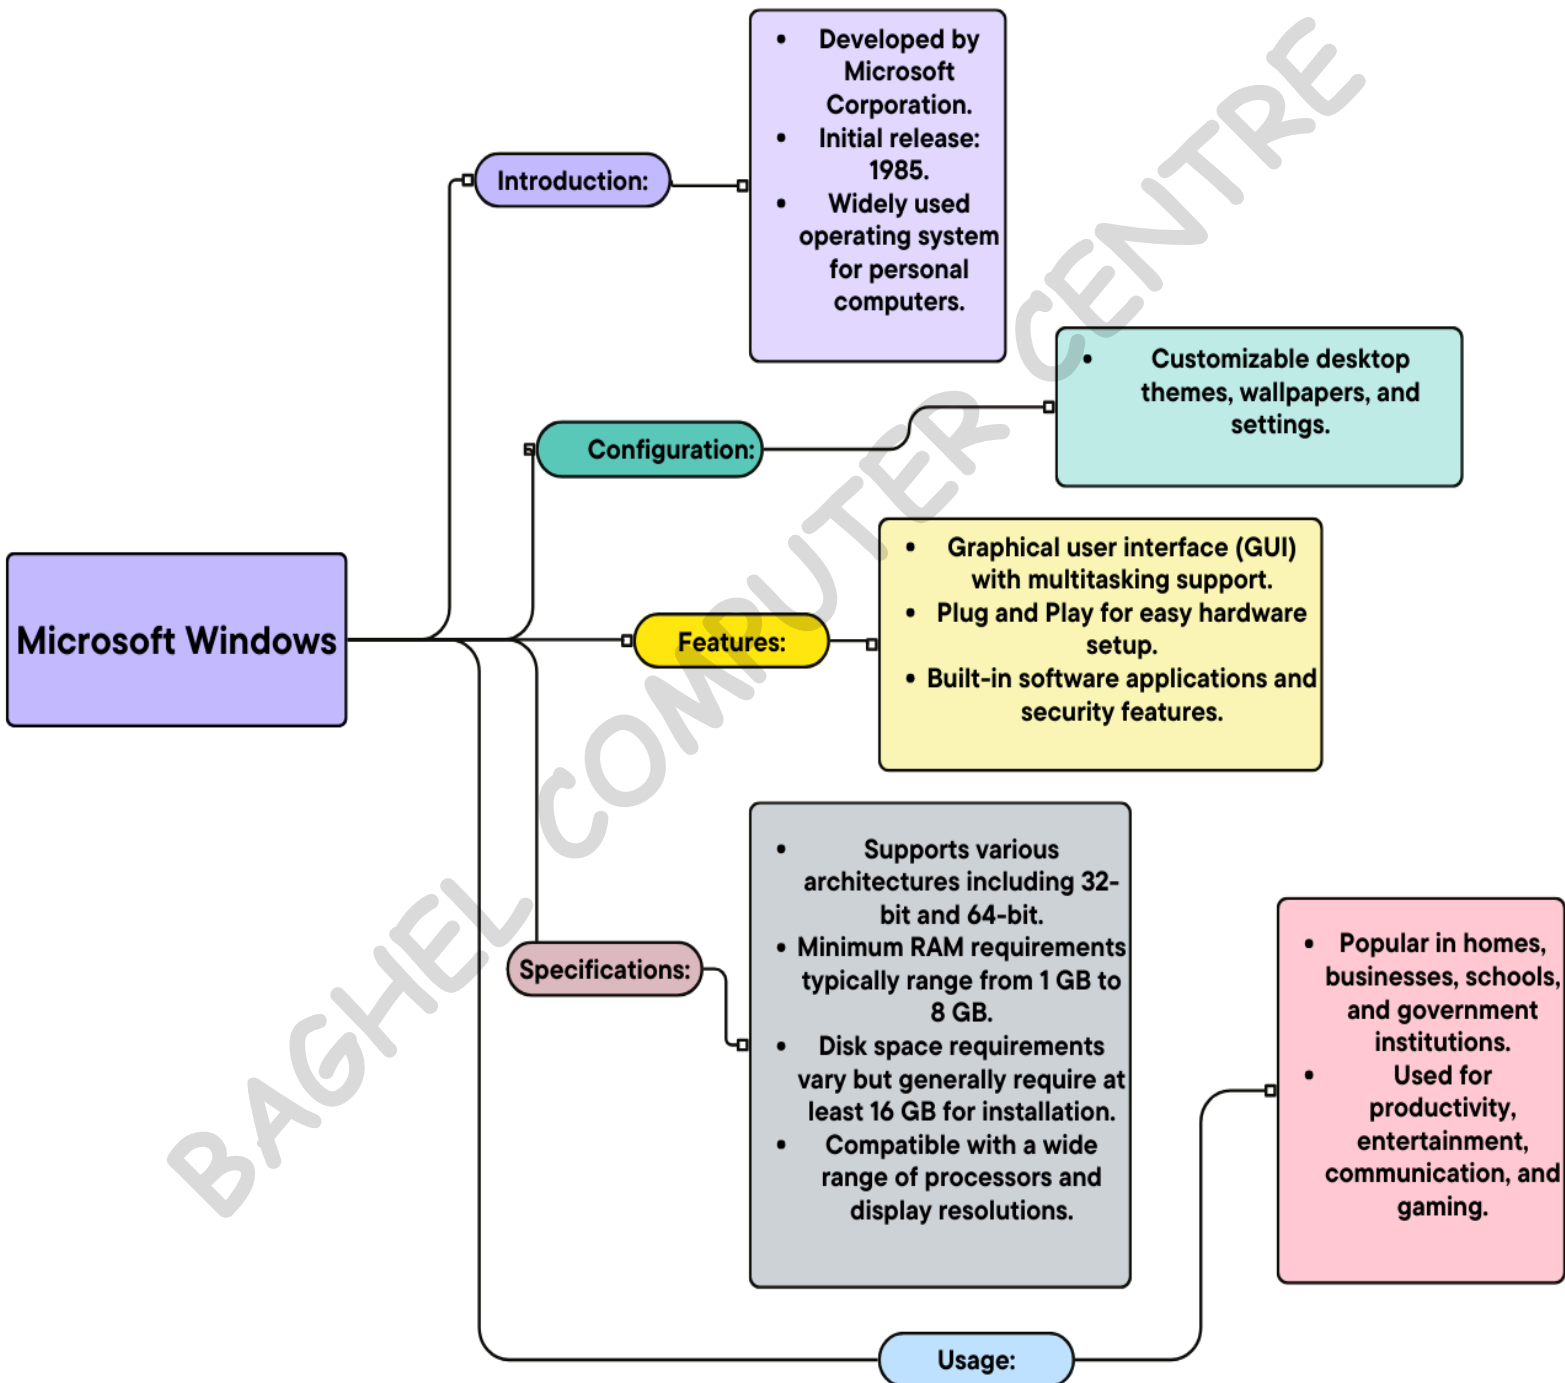 Microsoft Windows
Introduction:
• Developed by
Microsoft
Corporation.
• Initial release:
1985.
• Widely used
operating system
for personal
computers.
Configuration:
• Customizable desktop
themes, wallpapers, and
settings.
Features:
• Graphical user interface (GUI)
with multitasking support.
• Plug and Play for easy hardware
setup.
• Built-in software applications and
security features.
Specifications:
• Supports various
architectures including 32-
bit and 64-bit.
• Minimum RAM requirements
typically range from 1 GB to
8 GB.
• Disk space requirements
vary but generally require at
least 16 GB for installation.
• Compatible with a wide
range of processors and
display resolutions.
Usage:
• Popular in homes,
businesses, schools,
and government
institutions.
• Used for
productivity,
entertainment,
communication, and
gaming.
BAGHEL COMPUTER CENTRE